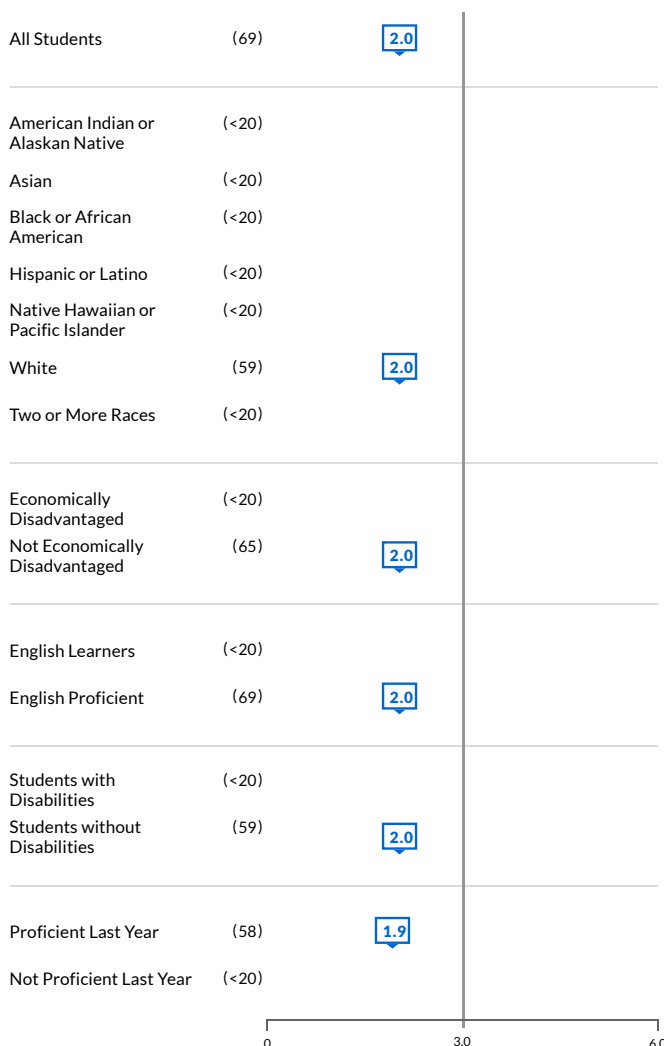 All Students (69) 2.0
American Indian or (<20)
Alaskan Native
Asian (<20)
Black or African (<20)
American
Hispanic or Latino (<20)
Native Hawaiian or (<20)
Pacific Islander
White (59) 2.0
Two or More Races (<20)
Economically (<20)
Disadvantaged
Not Economically (65) 2.0
Disadvantaged
English Learners (<20)
English Proficient (69) 2.0
Students with (<20)
Disabilities
Students without (59) 2.0
Disabilities
Proficient Last Year (58) 1.9
Not Proficient Last Year (<20)
0 3.0 6.0